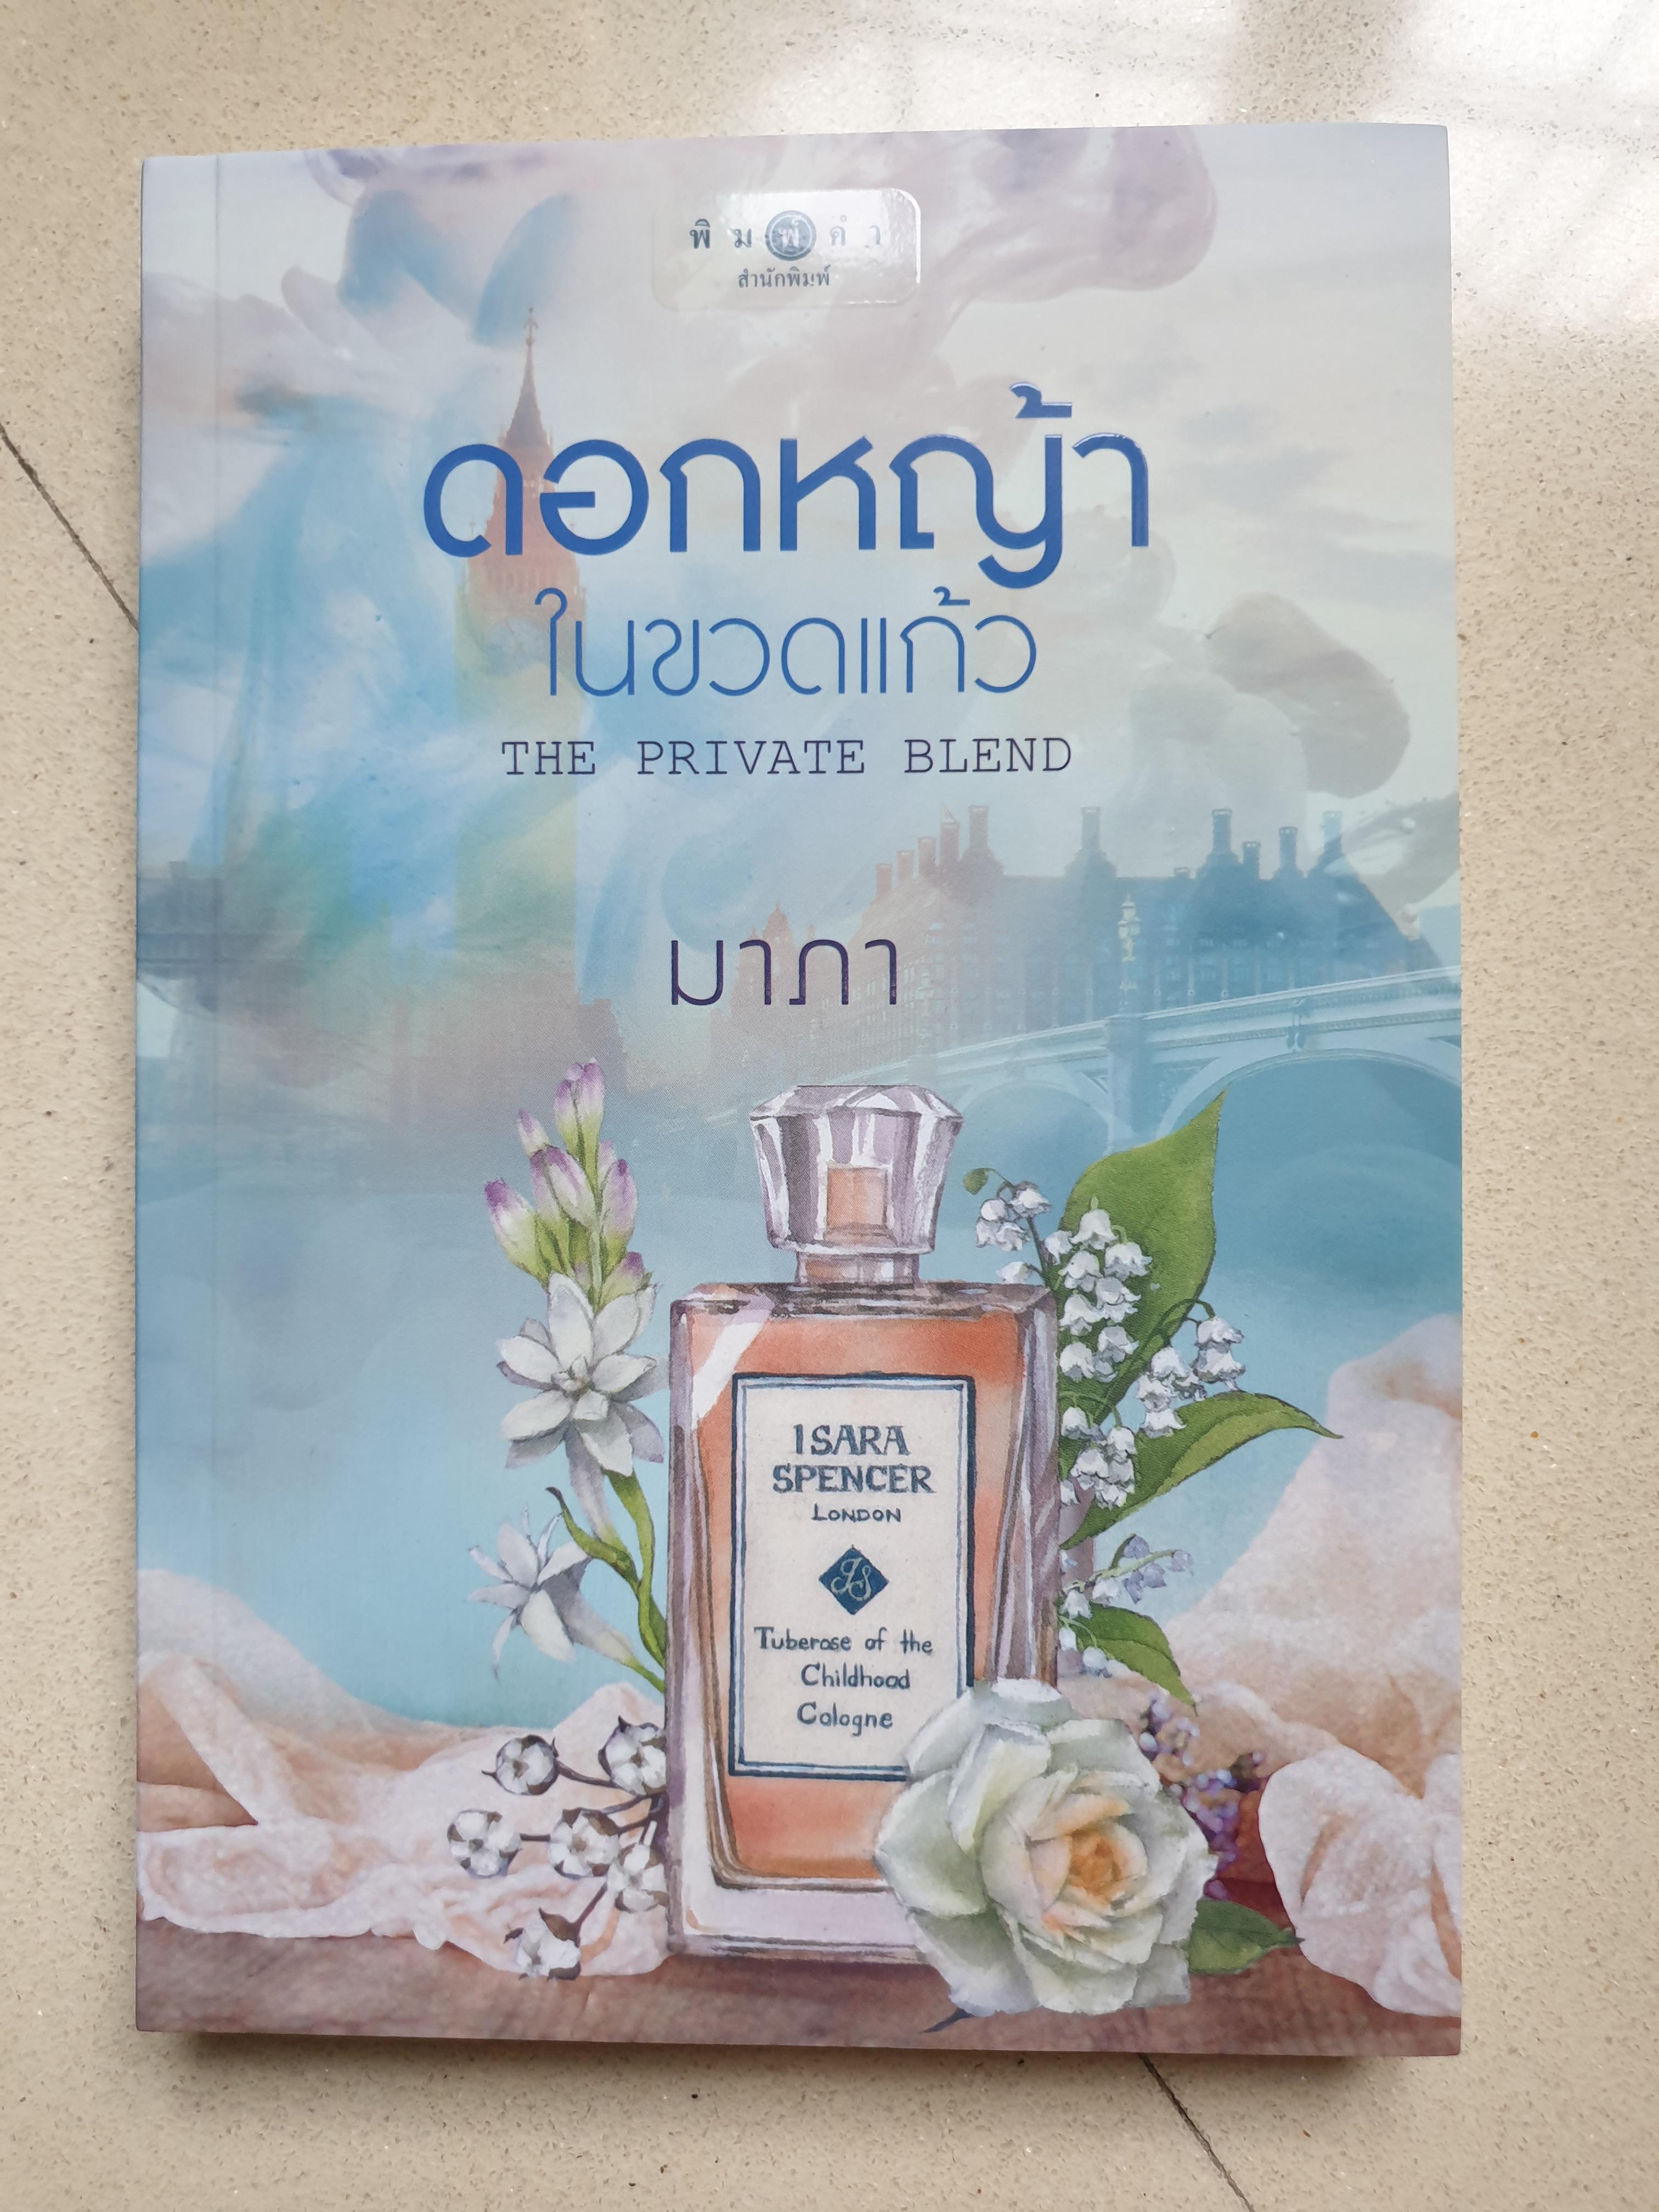 พิมพ์คำ
สำนักพิมพ์
ดอกหญ้า
ในขวดแก้ว
THE PRIVATE BLEND
มาภา
ISARA
SPENCER
LONDON
IS
Tuberose of the
Childhood
Cologne